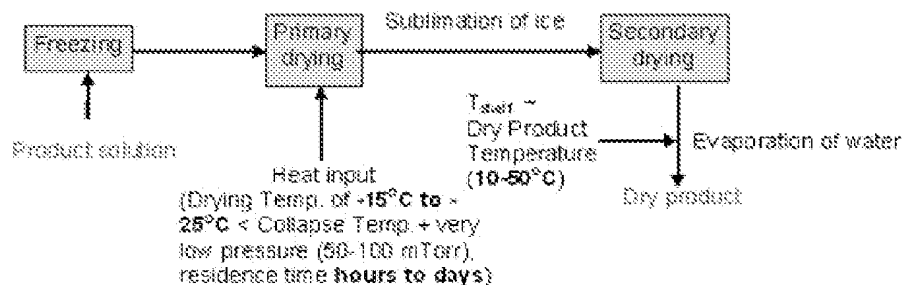 Sublimation of ice
Freezing
Primary
drying
Secondary
drying
Product solution
Heat input
(Drying Temp. of -15°C to -
25°C < Collapse Temp. + very
low pressure (50-100 mTorr),
residence time hours to days)
T shelf ~
Dry Product
Temperature
(10-50°C)
Evaporation of water
Dry product